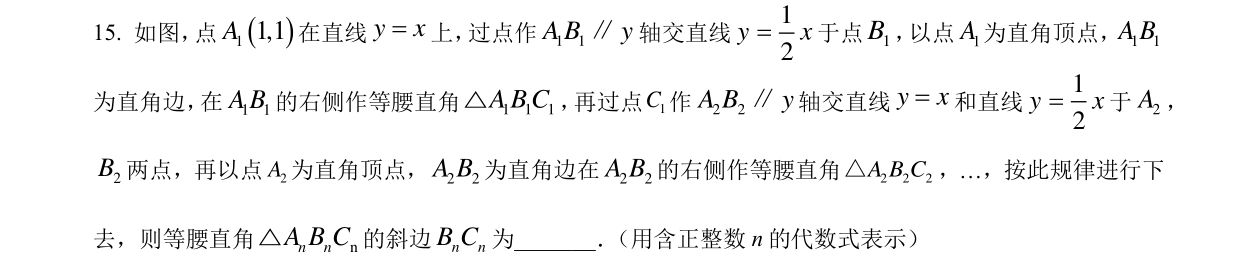 15. 如图，点 A₁(1,1) 在直线 y = x 上，过点作 A₁B₁ ∥ y 轴交直线 y = 1/2 x 于点 B₁，以点 A₁ 为直角顶点，A₁B₁
为直角边，在 A₁B₁ 的右侧作等腰直角 △A₁B₁C₁，再过点 C₁ 作 A₂B₂ ∥ y 轴交直线 y = x 和直线 y = 1/2 x 于 A₂，
B₂ 两点，再以点 A₂ 为直角顶点，A₂B₂ 为直角边在 A₂B₂ 的右侧作等腰直角 △A₂B₂C₂，…，按此规律进行下
去，则等腰直角 △AₙBₙCₙ 的斜边 BₙCₙ 为_______．（用含正整数 n 的代数式表示）